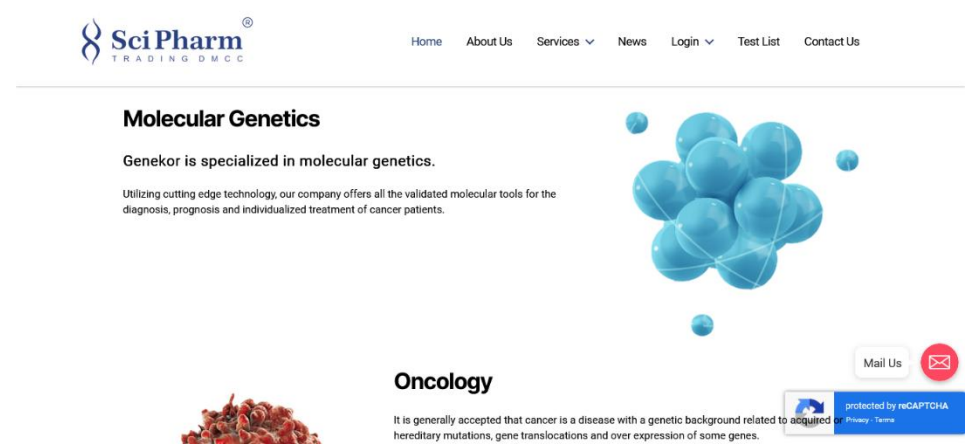 Sci Pharm ®
TRADING DMCC
Home About Us Services News Login Test List Contact Us
Molecular Genetics
Genekor is specialized in molecular genetics.
Utilizing cutting edge technology, our company offers all the validated molecular tools for the
diagnosis, prognosis and individualized treatment of cancer patients.
Mail Us
Oncology
protected by reCAPTCHA
Privacy - Terms
It is generally accepted that cancer is a disease with a genetic background related to acquired or
hereditary mutations, gene translocations and over expression of some genes.